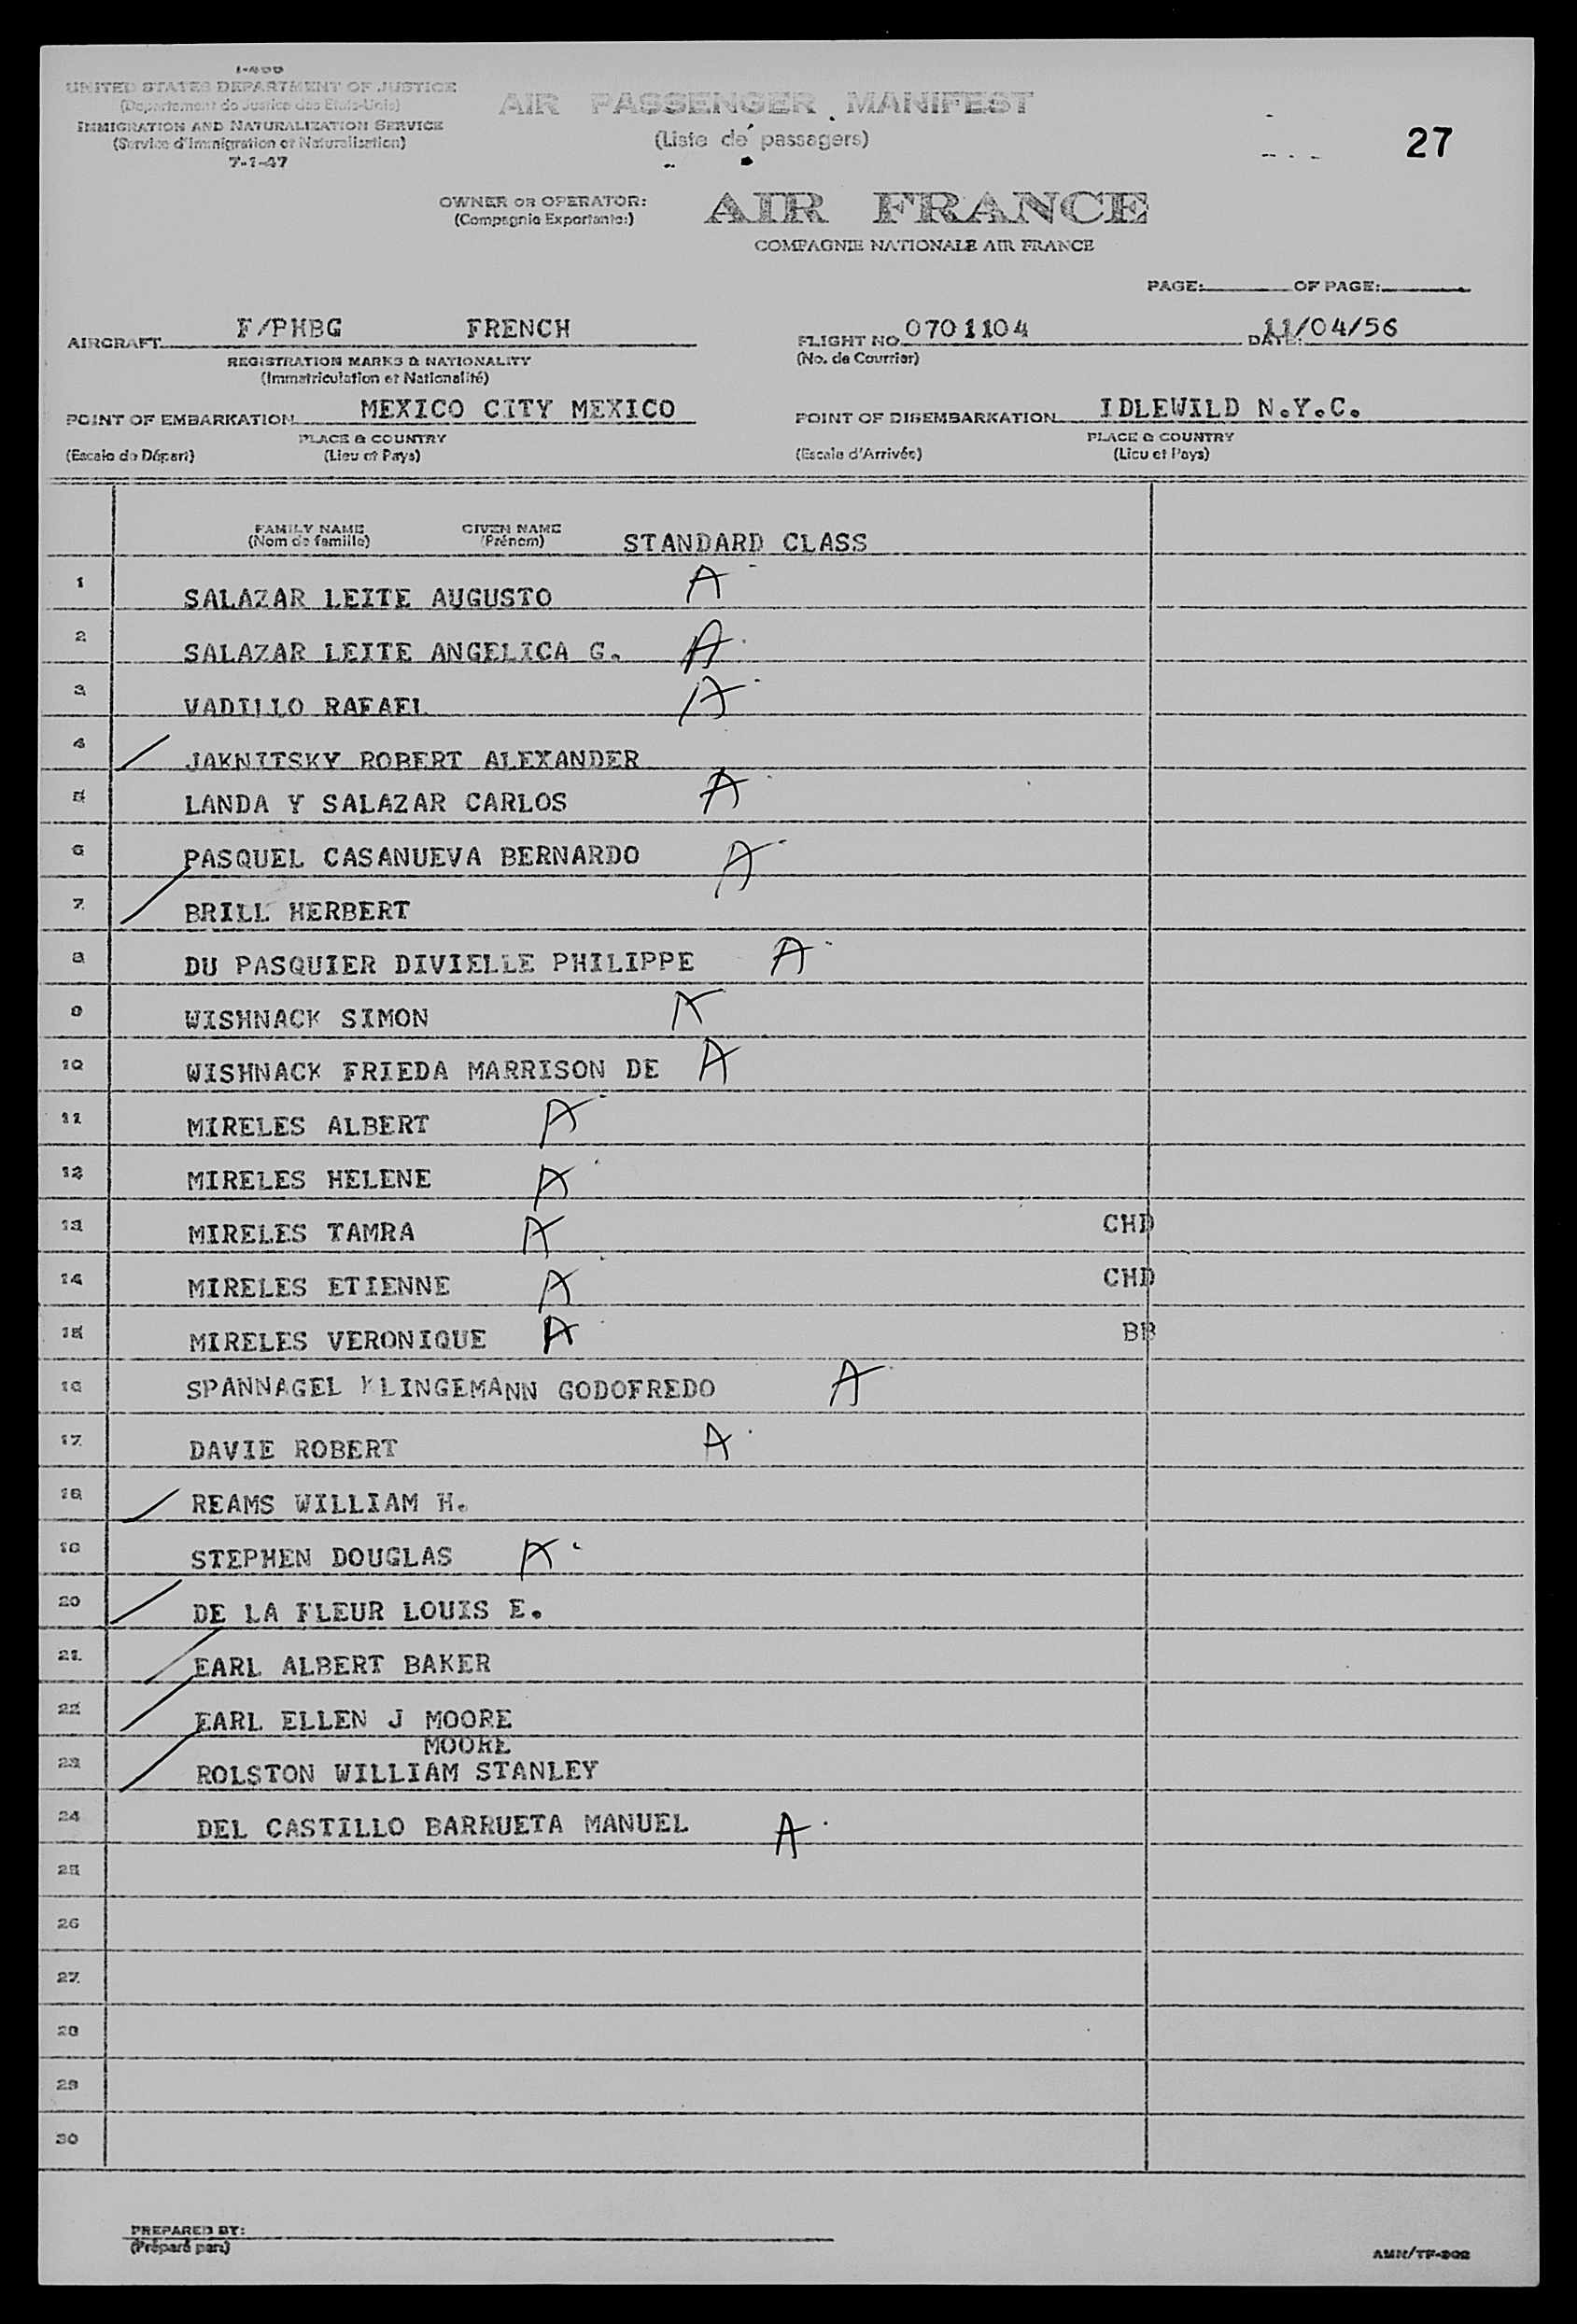 I-466
UNITED STATES DEPARTMENT OF JUSTICE
(Departement de Justice des Etats-Unis)
IMMIGRATION AND NATURALIZATION SERVICE
(Service d'Immigration et Naturalisation)
7-1-47
AIR PASSENGER MANIFEST
(Liste de passagers)
27
OWNER OR OPERATOR:
(Compagnie Exportante:)
AIR FRANCE
COMPAGNIE NATIONALE AIR FRANCE
PAGE: OF PAGE:
AIRCRAFT F/PHBG FRENCH
REGISTRATION MARKS & NATIONALITY
(Immatriculation et Nationalité)
FLIGHT NO. 0701104 DATE: 11/04/56
(No. de Courrier)
POINT OF EMBARKATION MEXICO CITY MEXICO
PLACE & COUNTRY
(Escale de Départ) (Lieu et Pays)
POINT OF DISEMBARKATION IDLEWILD N.Y.C.
PLACE & COUNTRY
(Escale d'Arrivée) (Lieu et Pays)
FAMILY NAME GIVEN NAME
(Nom de famille) (Prénom) STANDARD CLASS
1 SALAZAR LEITE AUGUSTO A
2 SALAZAR LEITE ANGELICA G. A
3 VADILLO RAFAEL A
4 JAKNITSKY ROBERT ALEXANDER
5 LANDA Y SALAZAR CARLOS A
6 PASQUEL CASANUEVA BERNARDO A
7 BRILL HERBERT
8 DU PASQUIER DIVIELLE PHILIPPE A
9 WISHNACK SIMON A
10 WISHNACK FRIEDA MARRISON DE A
11 MIRELES ALBERT A
12 MIRELES HELENE A
13 MIRELES TAMRA A CHD
14 MIRELES ETIENNE A CHD
15 MIRELES VERONIQUE A BB
16 SPANNAGEL KLINGEMANN GODOFREDO A
17 DAVIE ROBERT A
18 REAMS WILLIAM H.
19 STEPHEN DOUGLAS A
20 DE LA FLEUR LOUIS E.
21 EARL ALBERT BAKER
22 EARL ELLEN J MOORE
MOORE
23 ROLSTON WILLIAM STANLEY
24 DEL CASTILLO BARRUETA MANUEL A
25
26
27
28
29
30
PREPARED BY:
(Préparé par:)
AMN/TF-302